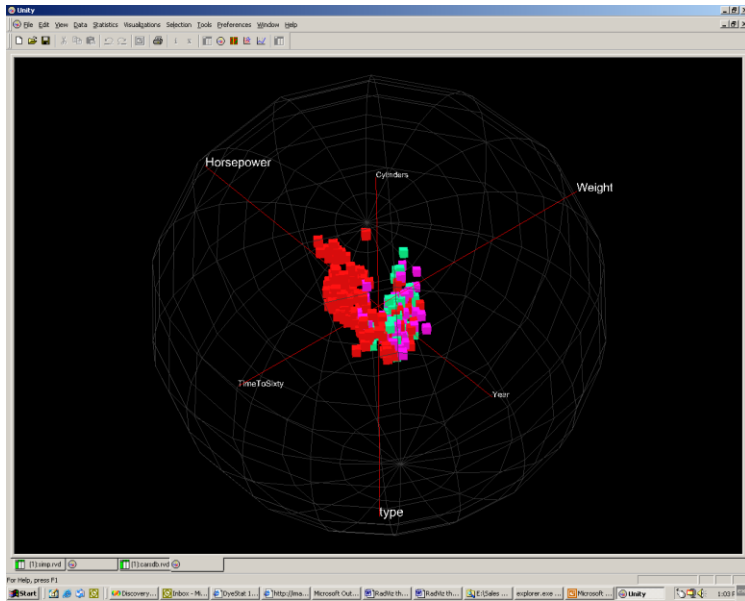 Unity
File Edit View Data Statistics Visualizations Selection Tools Preferences Window Help
Horsepower
Cylinders
Weight
TimeToSixty
Year
type
(1):simp.rvd
(1):carsdb.rvd
For Help, press F1
Start Discovery... Inbox - Mi... DyeStat 1... http://ima... Microsoft Out... RadViz th... RadViz th... E:\Sales ... explorer.exe ... Microsoft ... Unity